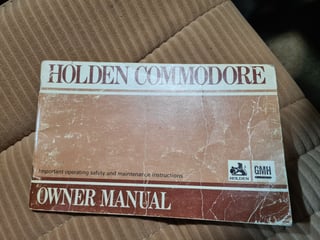 HOLDEN COMMODORE
Important operating safety and maintenance instructions
HOLDEN
GMH
OWNER MANUAL